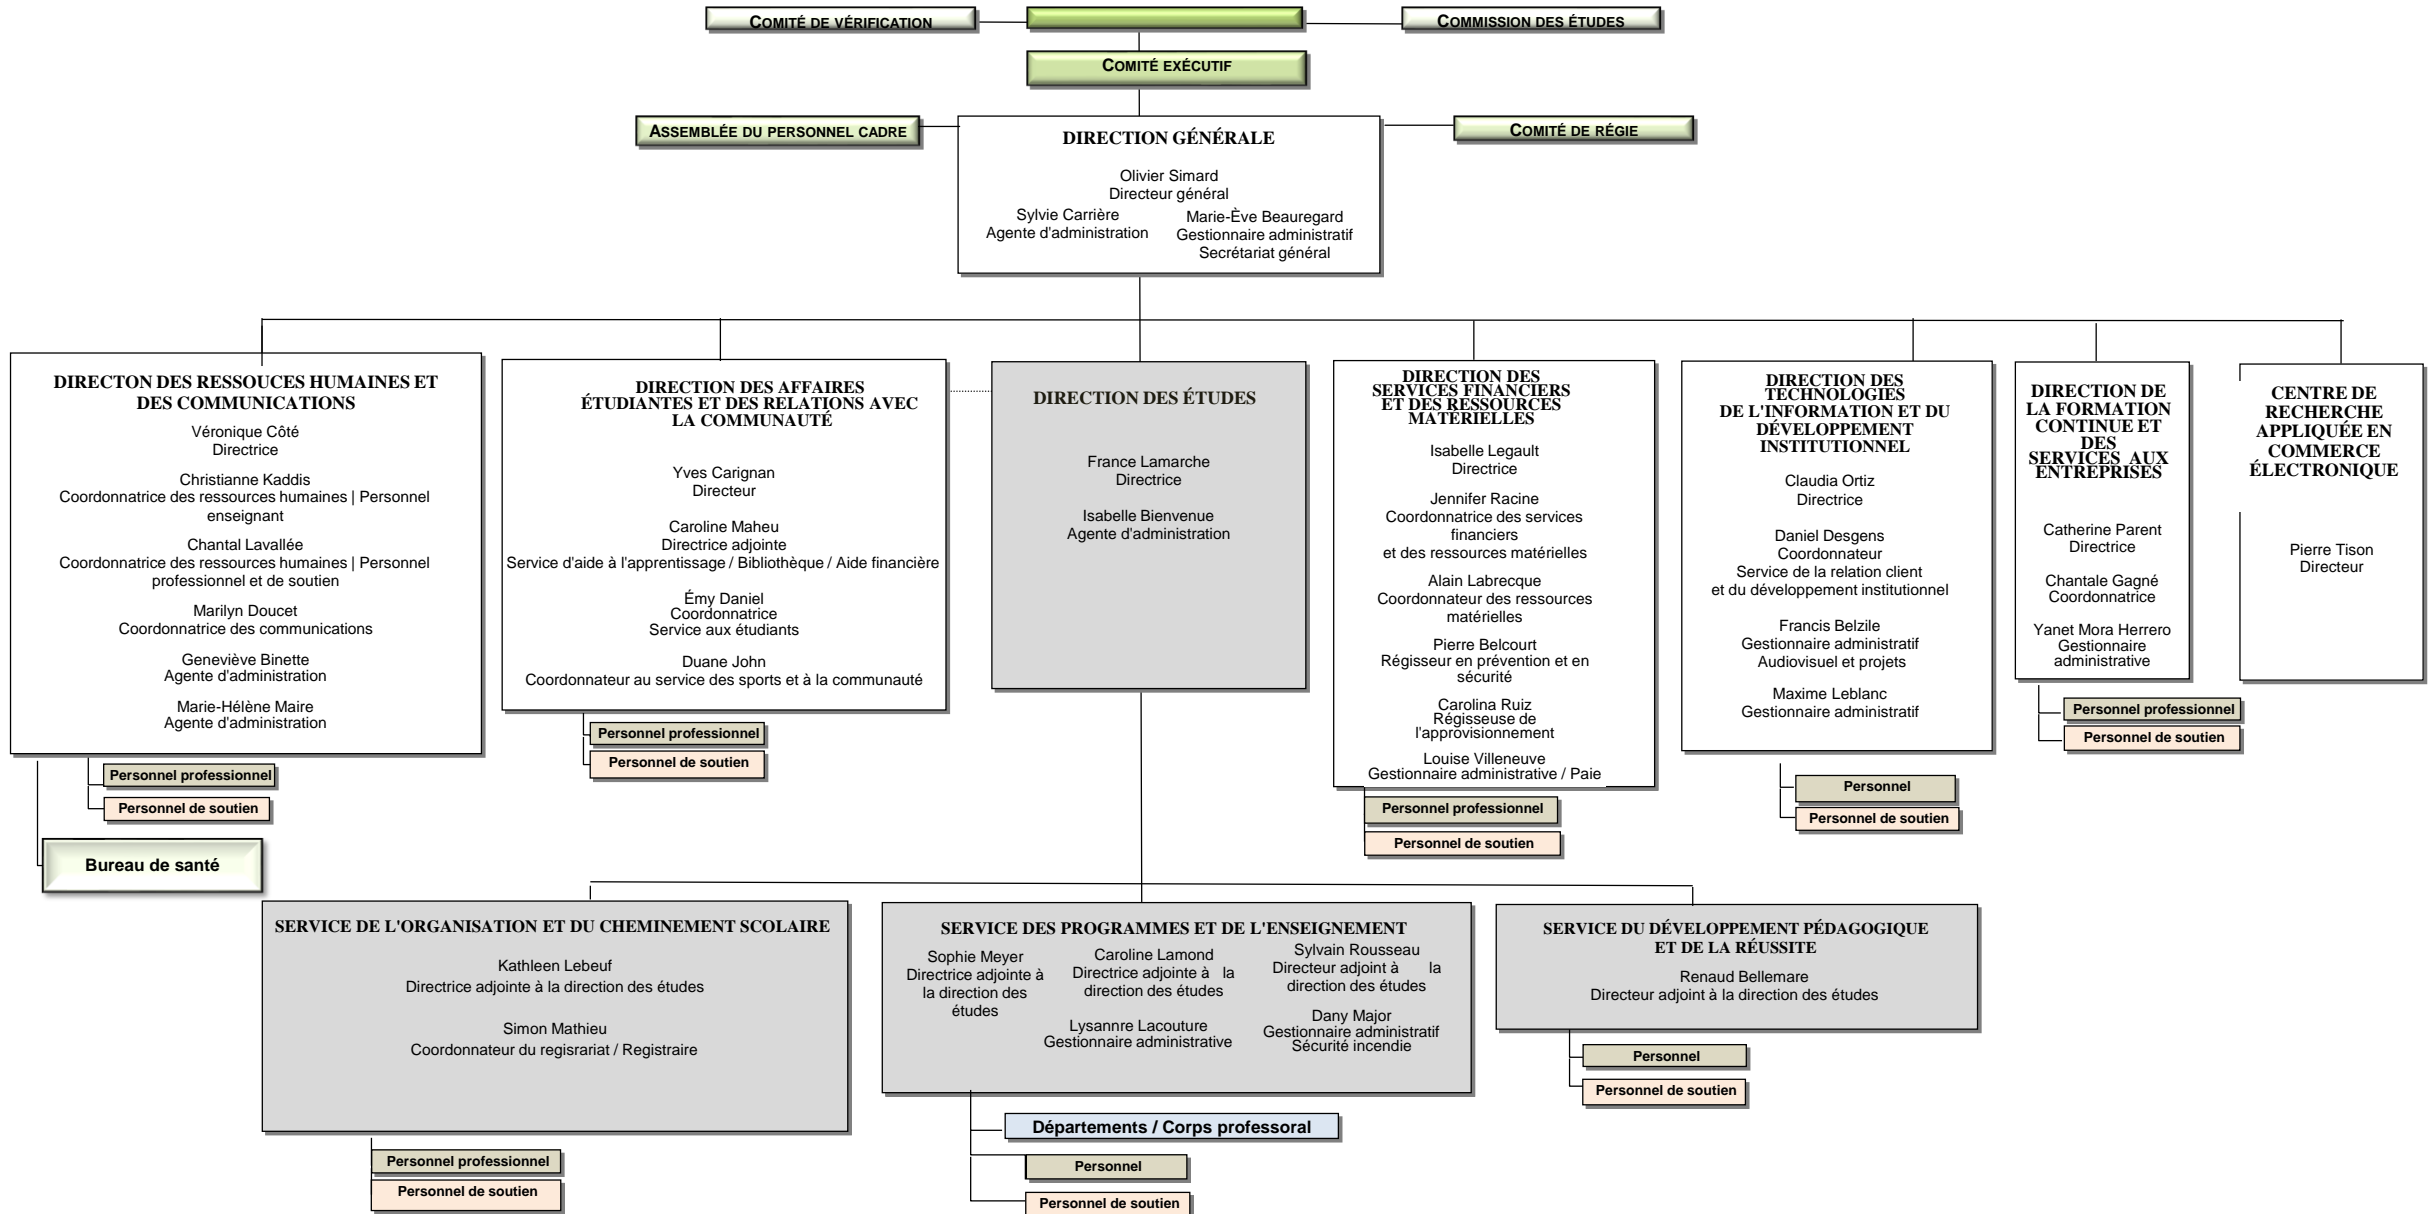 COMITÉ DE VÉRIFICATION
COMMISSION DES ÉTUDES
COMITÉ EXÉCUTIF
ASSEMBLÉE DU PERSONNEL CADRE
COMITÉ DE RÉGIE
DIRECTION GÉNÉRALE
Olivier Simard
Directeur général
Sylvie Carrière
Agente d'administration
Marie-Ève Beauregard
Gestionnaire administratif
Secrétariat général
DIRECTON DES RESSOUCES HUMAINES ET
DES COMMUNICATIONS
Véronique Côté
Directrice
Christianne Kaddis
Coordonnatrice des ressources humaines | Personnel
enseignant
Chantal Lavallée
Coordonnatrice des ressources humaines | Personnel
professionnel et de soutien
Marilyn Doucet
Coordonnatrice des communications
Geneviève Binette
Agente d'administration
Marie-Hélène Maire
Agente d'administration
Personnel professionnel
Personnel de soutien
Bureau de santé
DIRECTION DES AFFAIRES
ÉTUDIANTES ET DES RELATIONS AVEC
LA COMMUNAUTÉ
Yves Carignan
Directeur
Caroline Maheu
Directrice adjointe
Service d'aide à l'apprentissage / Bibliothèque / Aide financière
Émy Daniel
Coordonnatrice
Service aux étudiants
Duane John
Coordonnateur au service des sports et à la communauté
Personnel professionnel
Personnel de soutien
DIRECTION DES ÉTUDES
France Lamarche
Directrice
Isabelle Bienvenue
Agente d'administration
DIRECTION DES
SERVICES FINANCIERS
ET DES RESSOURCES
MATÉRIELLES
Isabelle Legault
Directrice
Jennifer Racine
Coordonnatrice des services
financiers
et des ressources matérielles
Alain Labrecque
Coordonnateur des ressources
matérielles
Pierre Belcourt
Régisseur en prévention et en
sécurité
Carolina Ruiz
Régisseuse de
l'approvisionnement
Louise Villeneuve
Gestionnaire administrative / Paie
Personnel professionnel
Personnel de soutien
DIRECTION DES
TECHNOLOGIES
DE L'INFORMATION ET DU
DÉVELOPPEMENT
INSTITUTIONNEL
Claudia Ortiz
Directrice
Daniel Desgens
Coordonnateur
Service de la relation client
et du développement institutionnel
Francis Belzile
Gestionnaire administratif
Audiovisuel et projets
Maxime Leblanc
Gestionnaire administratif
Personnel
Personnel de soutien
DIRECTION DE
LA FORMATION
CONTINUE ET
DES
SERVICES AUX
ENTREPRISES
Catherine Parent
Directrice
Chantale Gagné
Coordonnatrice
Yanet Mora Herrero
Gestionnaire
administrative
Personnel professionnel
Personnel de soutien
CENTRE DE
RECHERCHE
APPLIQUÉE EN
COMMERCE
ÉLECTRONIQUE
Pierre Tison
Directeur
SERVICE DE L'ORGANISATION ET DU CHEMINEMENT SCOLAIRE
Kathleen Lebeuf
Directrice adjointe à la direction des études
Simon Mathieu
Coordonnateur du regisrariat / Registraire
Personnel professionnel
Personnel de soutien
SERVICE DES PROGRAMMES ET DE L'ENSEIGNEMENT
Sophie Meyer
Directrice adjointe à
la direction des
études
Caroline Lamond
Directrice adjointe à la
direction des études
Lysannre Lacouture
Gestionnaire administrative
Sylvain Rousseau
Directeur adjoint à la
direction des études
Dany Major
Gestionnaire administratif
Sécurité incendie
Départements / Corps professoral
Personnel
Personnel de soutien
SERVICE DU DÉVELOPPEMENT PÉDAGOGIQUE
ET DE LA RÉUSSITE
Renaud Bellemare
Directeur adjoint à la direction des études
Personnel
Personnel de soutien